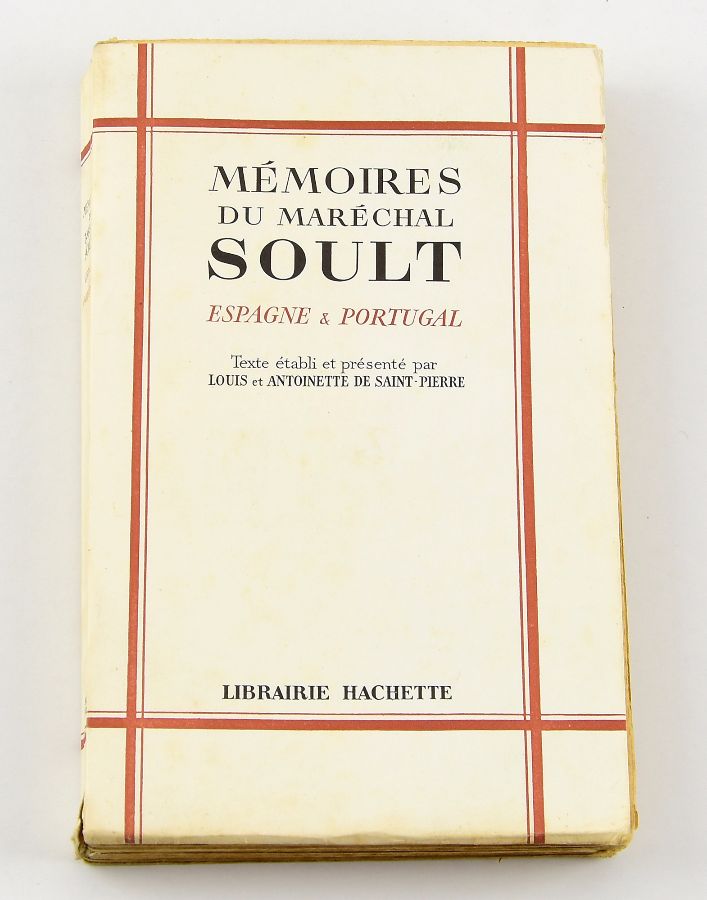 MÉMOIRES
DU MARÉCHAL
SOULT
ESPAGNE & PORTUGAL
Texte établi et présenté par
LOUIS et ANTOINETTE DE SAINT-PIERRE
LIBRAIRIE HACHETTE